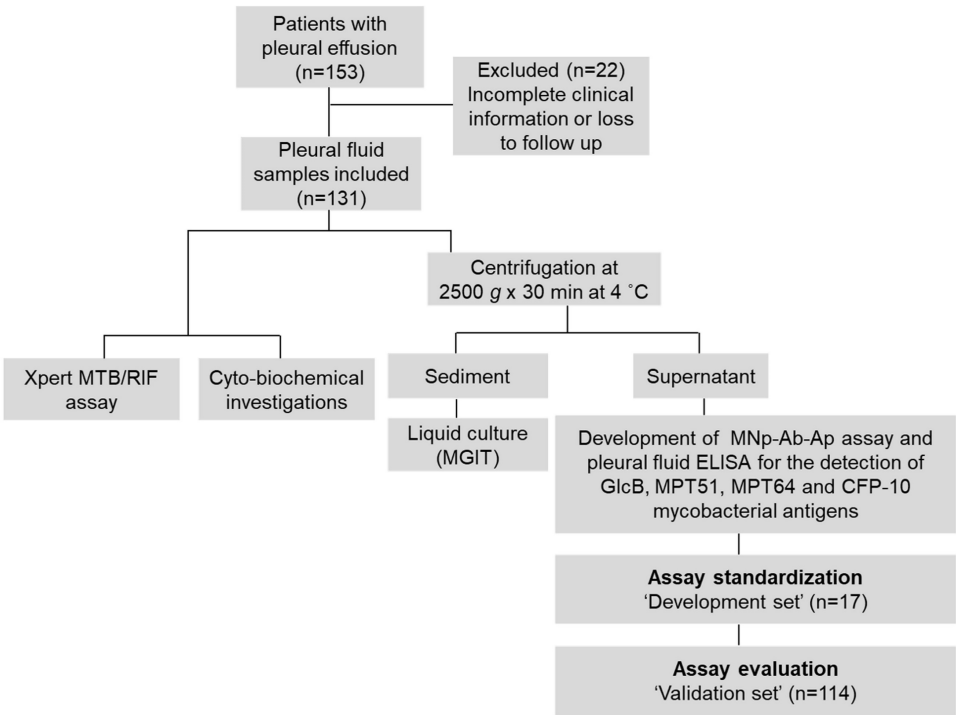 Patients with
pleural effusion
(n=153)
Excluded (n=22)
Incomplete clinical
information or loss
to follow up
Pleural fluid
samples included
(n=131)
Centrifugation at
2500 g x 30 min at 4 ˚C
Xpert MTB/RIF
assay
Cyto-biochemical
investigations
Sediment
Supernatant
Liquid culture
(MGIT)
Development of MNp-Ab-Ap assay and
pleural fluid ELISA for the detection of
GlcB, MPT51, MPT64 and CFP-10
mycobacterial antigens
Assay standardization
‘Development set’ (n=17)
Assay evaluation
‘Validation set’ (n=114)